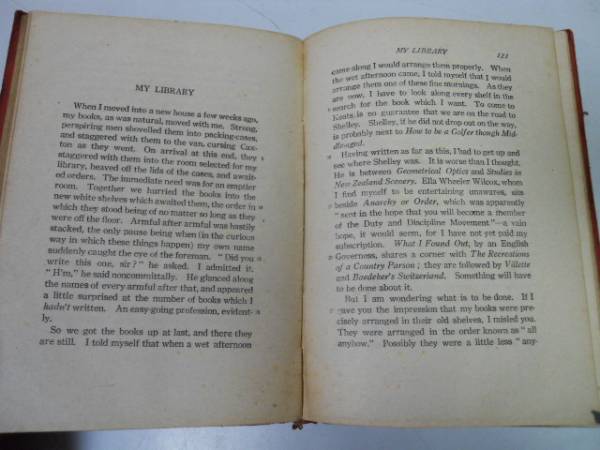 MY LIBRARY
When I moved into a new house a few weeks ago,
my books, as was natural, moved with me. Strong,
perspiring men shovelled them into packing-cases,
and staggered with them to the van, cursing Cax-
ton as they went. On arrival at this end, they
staggered with them into the room selected for my
library, heaved off the lids of the cases, and await-
ed orders. The immediate need was for an emptier
room. Together we hurried the books into the
new white shelves which awaited them, the order in
which they stood being of no matter so long as they
were off the floor. Armful after armful was hastily
stacked, the only pause being when (in the curious
way in which these things happen) my own name
suddenly caught the eye of the foreman. "Did you
write this one, sir?" he asked. I admitted it.
"H'm," he said noncommittally. He glanced along
the names of every armful after that, and appeared
a little surprised at the number of books which I
hadn't written. An easy-going profession, evident-
ly.
So we got the books up at last, and there they
are still. I told myself that when a wet afternoon
MY LIBRARY 121
came along I would arrange them properly. When
the wet afternoon came, I told myself that I would
arrange them one of these fine mornings. As they
are now, I have to look along every shelf in the
search for the book which I want. To come to
Keats is no guarantee that we are on the road to
Shelley. Shelley, if he did not drop out on the way,
is probably next to How to be a Golfer though Mid-
dle-aged.
Having written as far as this, I had to get up and
see where Shelley was. It is worse than I thought.
He is between Geometrical Optics and Studies in
New Zealand Scenery. Ella Wheeler Wilcox, whom
I find myself to be entertaining unawares, sits
beside Anarchy or Order, which was apparently
"sent in the hope that you will become a member
of the Duty and Discipline Movement"—a vain
hope, it would seem, for I have not yet paid my
subscription. What I Found Out, by an English
Governess, shares a corner with The Recreations
of a Country Parson; they are followed by Villette
and Baedeker's Switzerland. Something will have
to be done about it.
But I am wondering what is to be done. If I
gave you the impression that my books were pre-
cisely arranged in their old shelves, I misled you.
They were arranged in the order known as "all
anyhow." Possibly they were a little less "any-